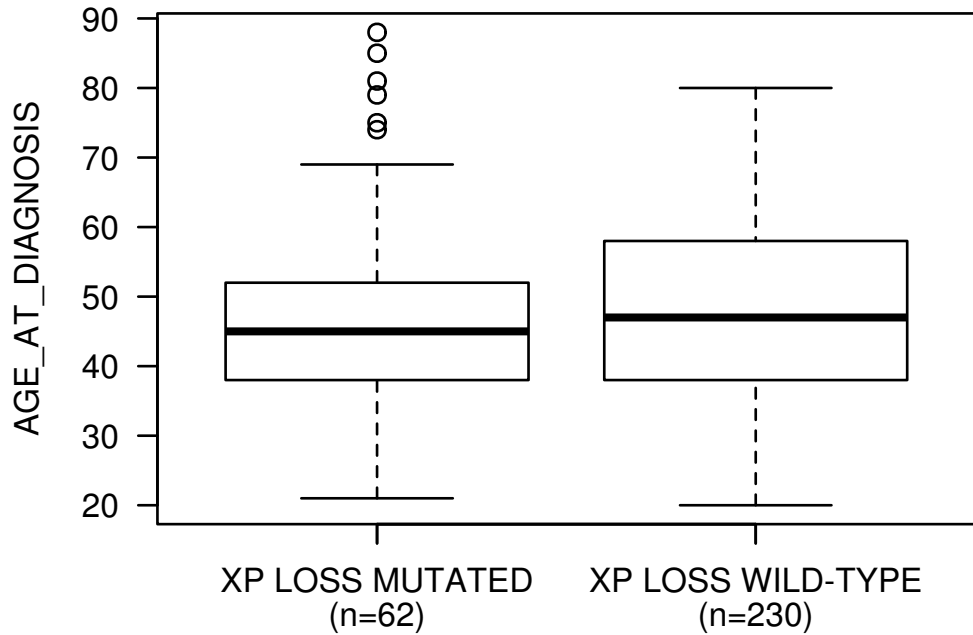 AGE_AT_DIAGNOSIS
90
80
70
60
50
40
30
20
XP LOSS MUTATED
(n=62)
XP LOSS WILD-TYPE
(n=230)